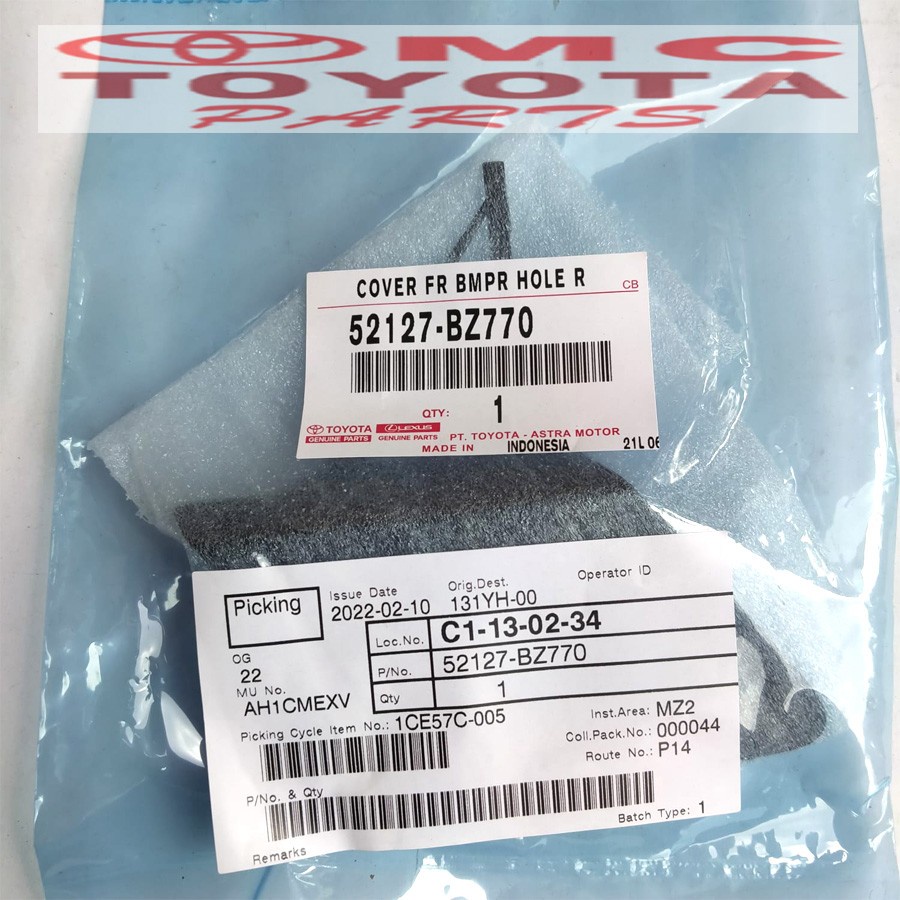 OMC
TOYOTA
PARTS
COVER FR BMPR HOLE R
CB
52127-BZ770
QTY: 1
TOYOTA
GENUINE PARTS
LEXUS
GENUINE PARTS
PT. TOYOTA - ASTRA MOTOR
MADE IN INDONESIA 21L 06
Picking
Issue Date
2022-02-10
Orig.Dest.
131YH-00
Operator ID
Loc.No. C1-13-02-34
P/No. 52127-BZ770
Qty 1
OG
22
MU No.
AH1CMEXV
Picking Cycle Item No.: 1CE57C-005
Inst.Area: MZ2
Coll.Pack.No.: 000044
Route No.: P14
P/No. & Qty
Batch Type: 1
Remarks